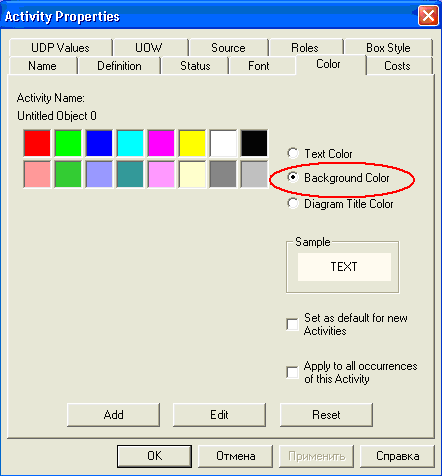 Activity Properties
UDP Values UOW Source Roles Box Style
Name Definition Status Font Color Costs
Activity Name:
Untitled Object 0
Text Color
Background Color
Diagram Title Color
Sample
TEXT
Set as default for new
Activities
Apply to all occurrences
of this Activity
Add Edit Reset
OK Отмена Применить Справка